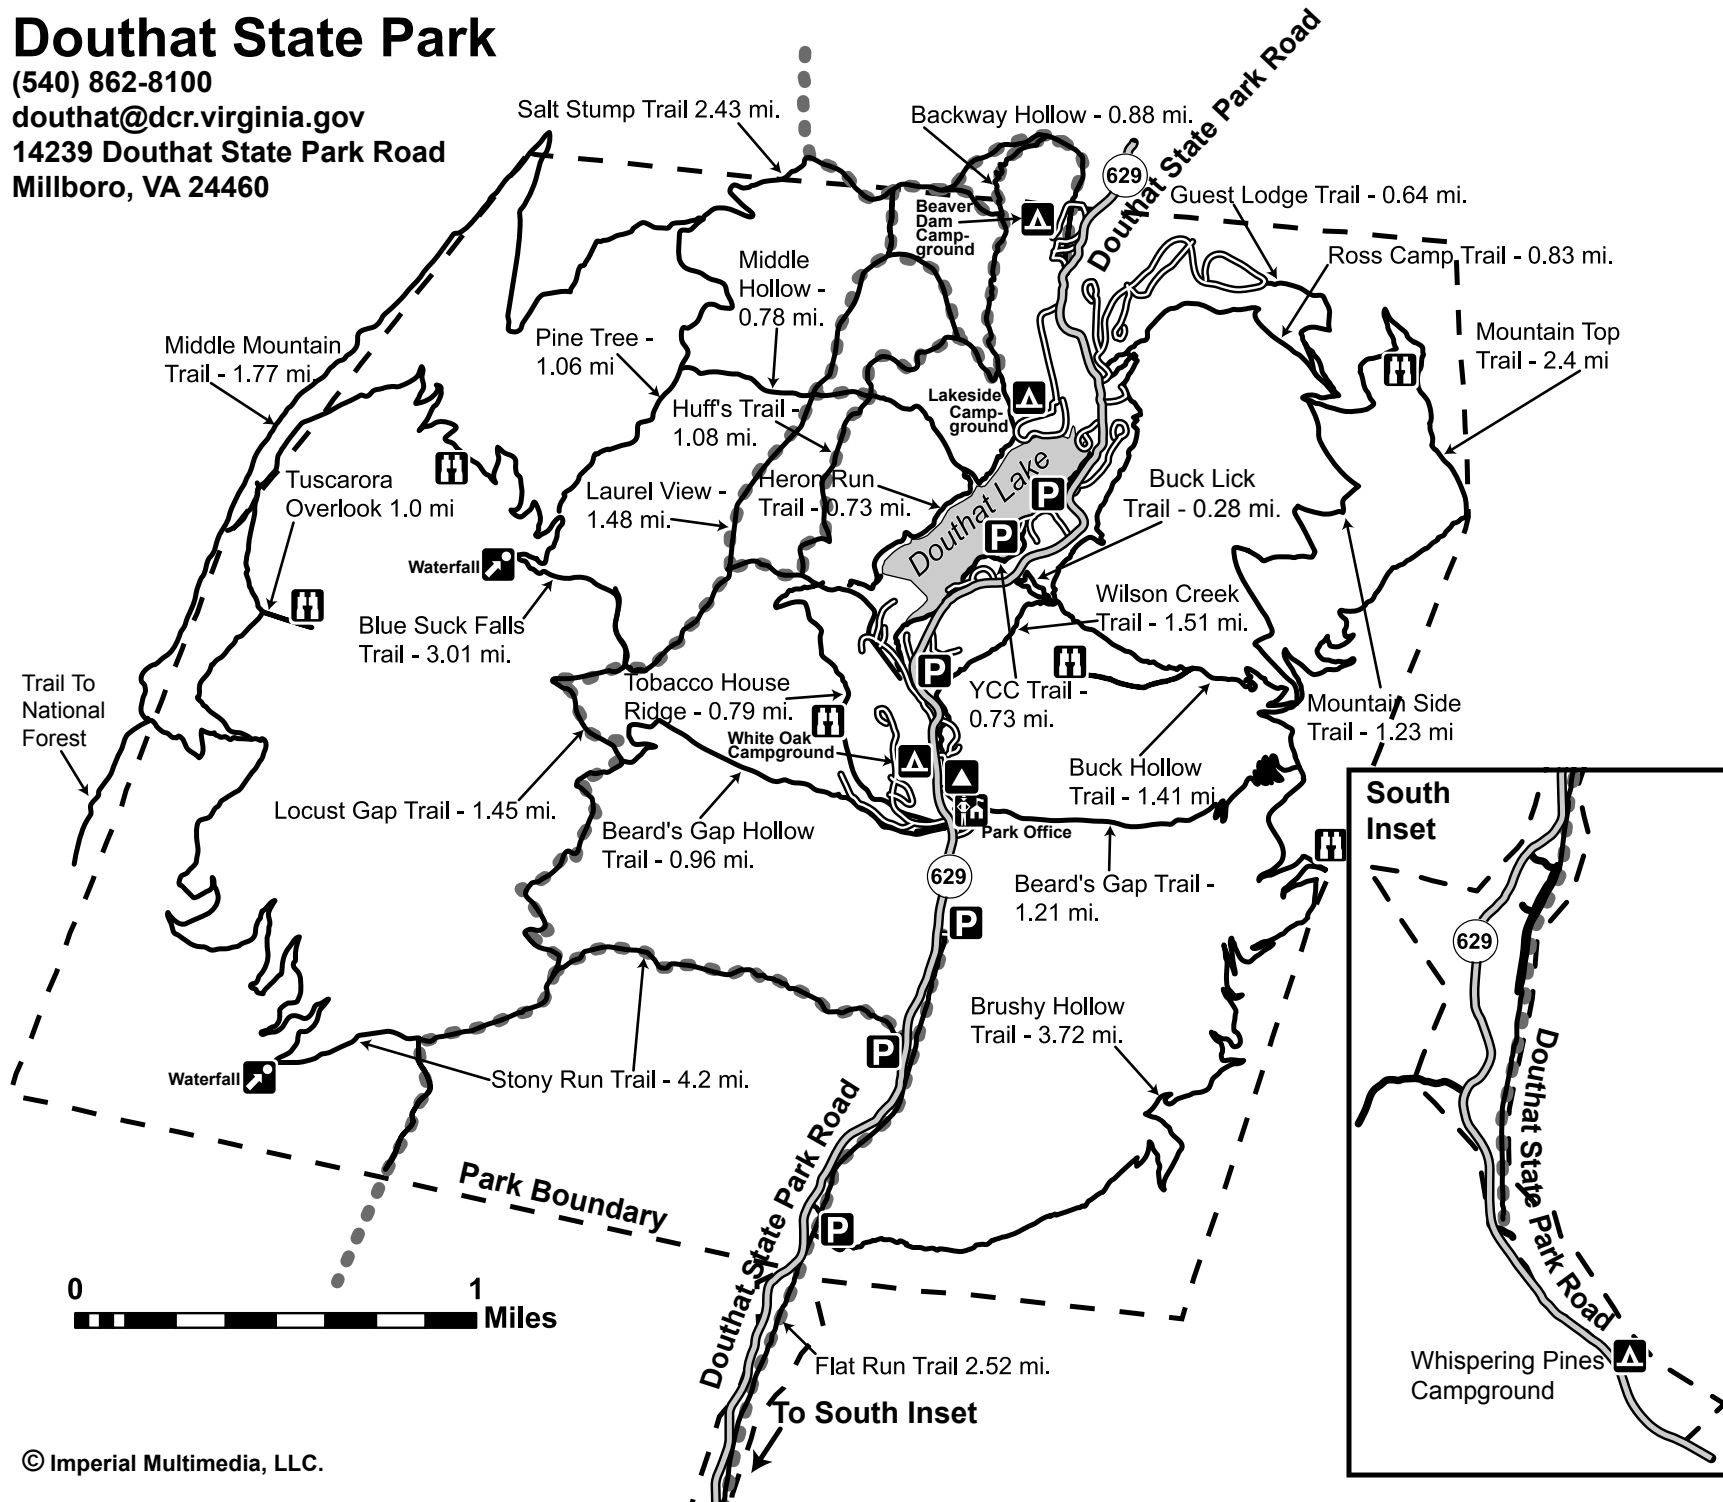 Douthat State Park
(540) 862-8100
douthat@dcr.virginia.gov
14239 Douthat State Park Road
Millboro, VA 24460
Salt Stump Trail 2.43 mi.
Backway Hollow - 0.88 mi.
Douthat State Park Road
629
Guest Lodge Trail - 0.64 mi.
Beaver
Dam
Camp-
ground
Ross Camp Trail - 0.83 mi.
Middle
Hollow -
0.78 mi.
Mountain Top
Trail - 2.4 mi
Middle Mountain
Trail - 1.77 mi.
Pine Tree -
1.06 mi
Lakeside
Camp-
ground
Huff's Trail -
1.08 mi.
Tuscarora
Overlook 1.0 mi
Laurel View -
1.48 mi.
Heron Run
Trail - 0.73 mi.
Douthat Lake
P
P
Buck Lick
Trail - 0.28 mi.
Waterfall
Blue Suck Falls
Trail - 3.01 mi.
Wilson Creek
Trail - 1.51 mi.
P
Trail To
National
Forest
Tobacco House
Ridge - 0.79 mi.
YCC Trail -
0.73 mi.
Mountain Side
Trail - 1.23 mi
White Oak
Campground
Buck Hollow
Trail - 1.41 mi
Locust Gap Trail - 1.45 mi.
Beard's Gap Hollow
Trail - 0.96 mi.
Park Office
629
Beard's Gap Trail -
1.21 mi.
P
Brushy Hollow
Trail - 3.72 mi.
P
Waterfall
Stony Run Trail - 4.2 mi.
Park Boundary
P
Douthat State Park Road
0 1
Miles
Flat Run Trail 2.52 mi.
To South Inset
South
Inset
629
Douthat State Park Road
Whispering Pines
Campground
© Imperial Multimedia, LLC.